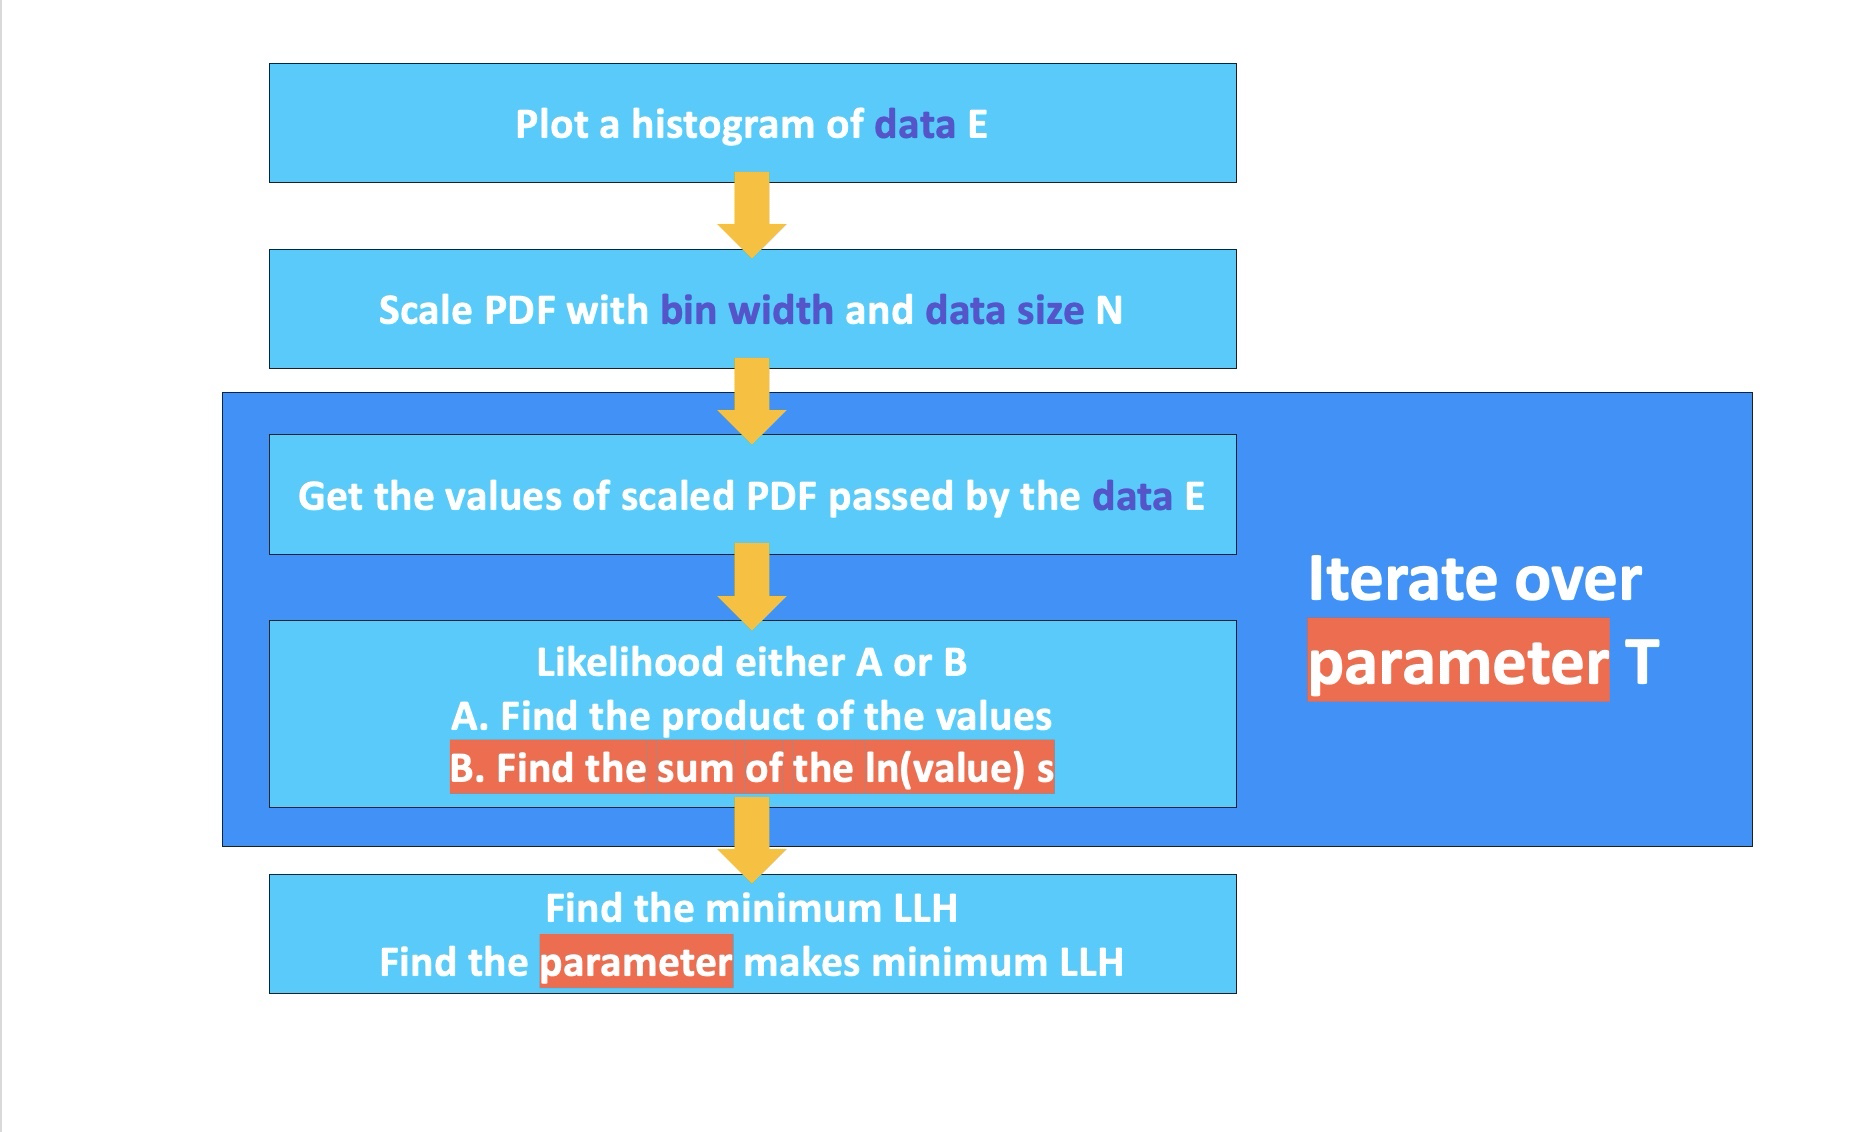 Plot a histogram of data E
Scale PDF with bin width and data size N
Get the values of scaled PDF passed by the data E
Likelihood either A or B
A. Find the product of the values
B. Find the sum of the ln(value) s
Iterate over
parameter T
Find the minimum LLH
Find the parameter makes minimum LLH